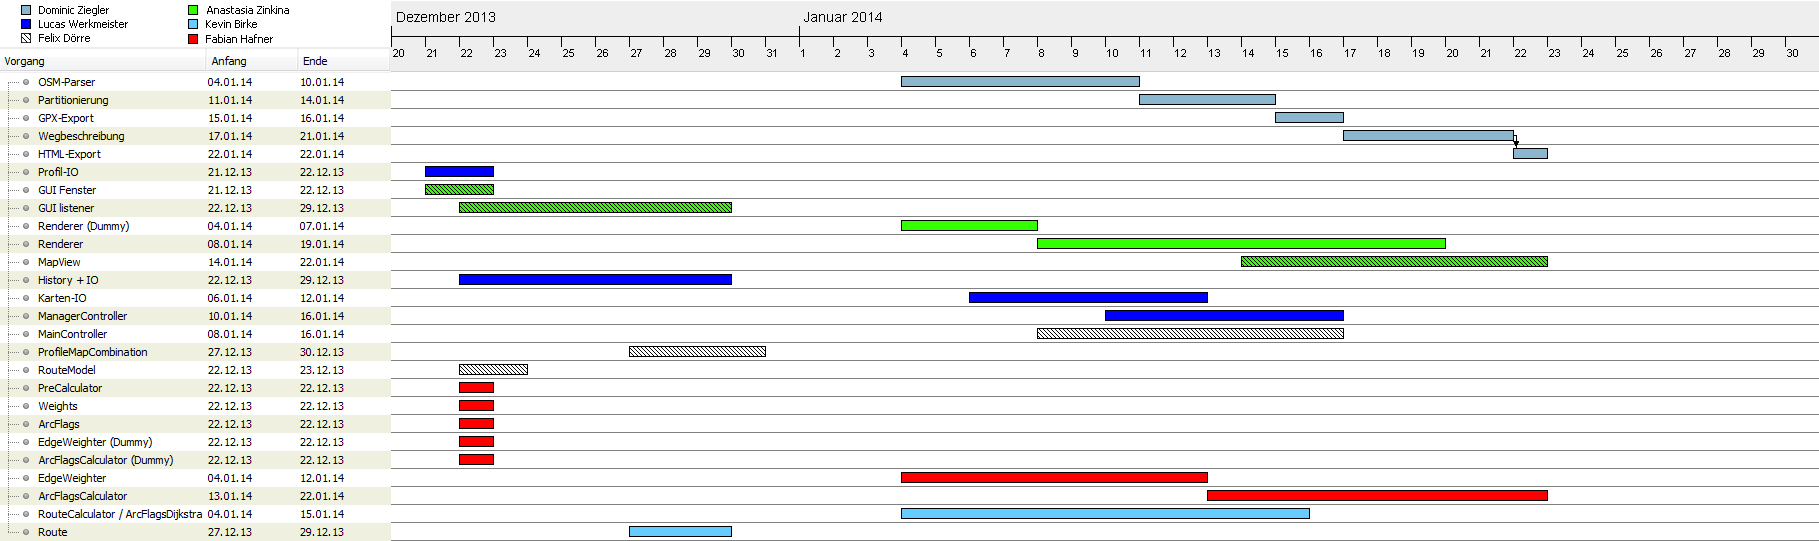 Dominic Ziegler
Anastasia Zinkina
Lucas Werkmeister
Kevin Birke
Felix Dörre
Fabian Hafner
Dezember 2013
Januar 2014
20 21 22 23 24 25 26 27 28 29 30 31 1 2 3 4 5 6 7 8 9 10 11 12 13 14 15 16 17 18 19 20 21 22 23 24 25 26 27 28 29 30
Vorgang Anfang Ende
OSM-Parser 04.01.14 10.01.14
Partitionierung 11.01.14 14.01.14
GPX-Export 15.01.14 16.01.14
Wegbeschreibung 17.01.14 21.01.14
HTML-Export 22.01.14 22.01.14
Profil-IO 21.12.13 22.12.13
GUI Fenster 21.12.13 22.12.13
GUI listener 22.12.13 29.12.13
Renderer (Dummy) 04.01.14 07.01.14
Renderer 08.01.14 19.01.14
MapView 14.01.14 22.01.14
History + IO 22.12.13 29.12.13
Karten-IO 06.01.14 12.01.14
ManagerController 10.01.14 16.01.14
MainController 08.01.14 16.01.14
ProfileMapCombination 27.12.13 30.12.13
RouteModel 22.12.13 23.12.13
PreCalculator 22.12.13 22.12.13
Weights 22.12.13 22.12.13
ArcFlags 22.12.13 22.12.13
EdgeWeighter (Dummy) 22.12.13 22.12.13
ArcFlagsCalculator (Dummy) 22.12.13 22.12.13
EdgeWeighter 04.01.14 12.01.14
ArcFlagsCalculator 13.01.14 22.01.14
RouteCalculator / ArcFlagsDijkstra 04.01.14 15.01.14
Route 27.12.13 29.12.13